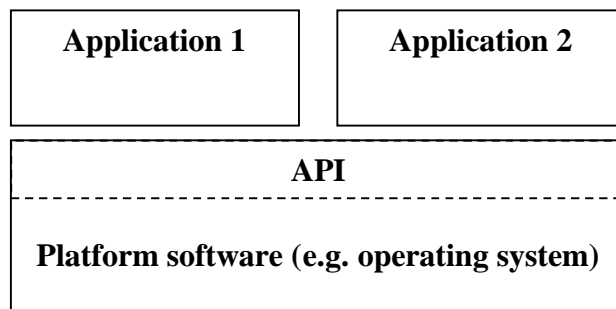 Application 1
Application 2
API
Platform software (e.g. operating system)